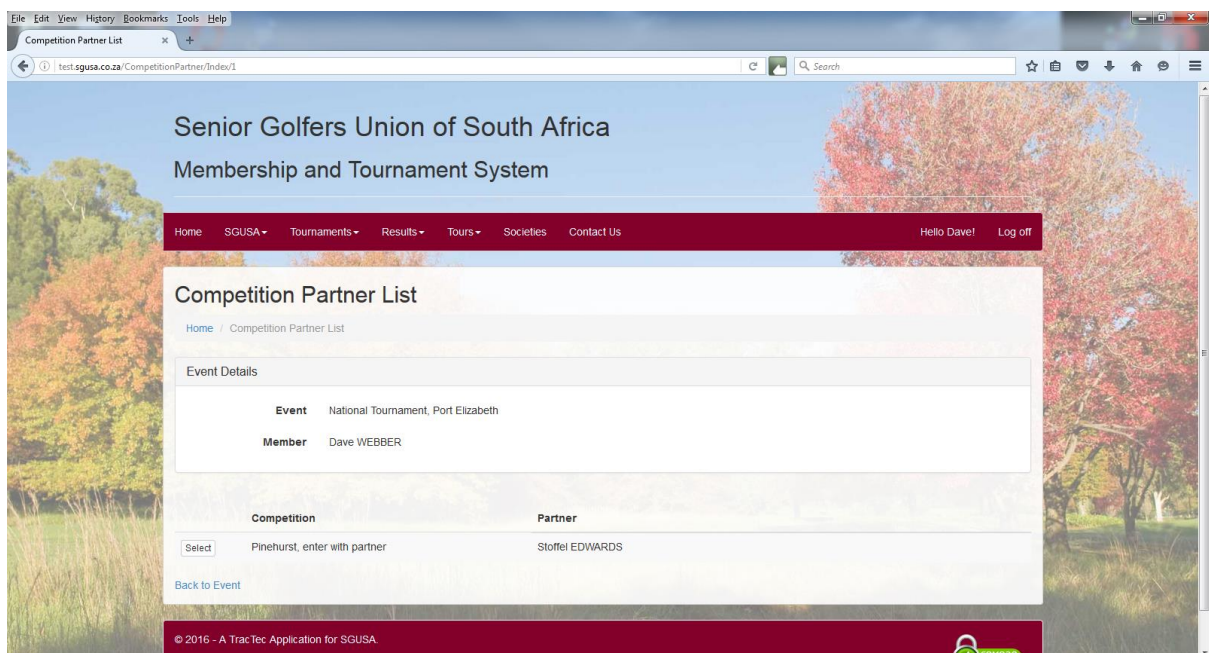 File Edit View History Bookmarks Tools Help
Competition Partner List × +
test.sgusa.co.za/CompetitionPartner/Index/1 Search
Senior Golfers Union of South Africa
Membership and Tournament System
Home SGUSA Tournaments Results Tours Societies Contact Us Hello Dave! Log off
Competition Partner List
Home / Competition Partner List
Event Details
Event National Tournament, Port Elizabeth
Member Dave WEBBER
Competition Partner
Select Pinehurst, enter with partner Stoffel EDWARDS
Back to Event
© 2016 - A TracTec Application for SGUSA.